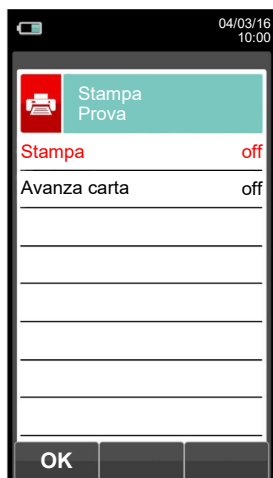 04/03/16
10:00
Stampa
Prova
Stampa off
Avanza carta off
OK